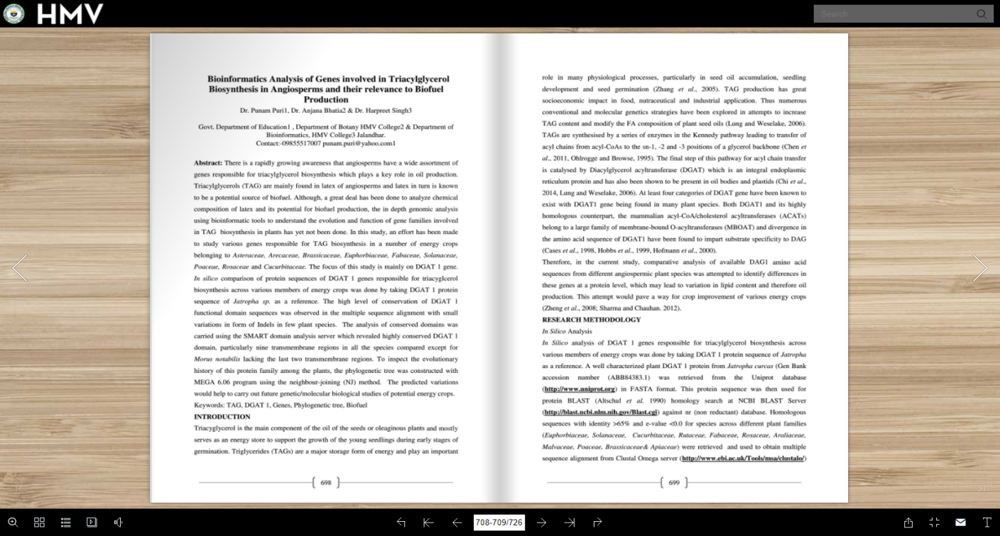 HMV
Search
Bioinformatics Analysis of Genes involved in Triacylglycerol
Biosynthesis in Angiosperms and their relevance to Biofuel
Production
Dr. Punam Puri1, Dr. Anjana Bhatia2 & Dr. Harpreet Singh3
Govt. Department of Education1 , Department of Botany HMV College2 & Department of
Bioinformatics, HMV College3 Jalandhar.
Contact:-09855517007 punam.puri@yahoo.com1
Abstract: There is a rapidly growing awareness that angiosperms have a wide assortment of
genes responsible for triacylglycerol biosynthesis which plays a key role in oil production.
Triacylglycerols (TAG) are mainly found in latex of angiosperms and latex in turn is known
to be a potential source of biofuel. Although, a great deal has been done to analyze chemical
composition of latex and its potential for biofuel production, the in depth genomic analysis
using bioinformatic tools to understand the evolution and function of gene families involved
in TAG biosynthesis in plants has yet not been done. In this study, an effort has been made
to study various genes responsible for TAG biosynthesis in a number of energy crops
belonging to Asteraceae, Arecaceae, Brassicaceae, Euphorbiaceae, Fabaceae, Solanaceae,
Poaceae, Rosaceae and Cucurbitaceae. The focus of this study is mainly on DGAT 1 gene.
In silico comparison of protein sequences of DGAT 1 genes responsible for triacyglcerol
biosynthesis across various members of energy crops was done by taking DGAT 1 protein
sequence of Jatropha sp. as a reference. The high level of conservation of DGAT 1
functional domain sequences was observed in the multiple sequence alignment with small
variations in form of Indels in few plant species. The analysis of conserved domains was
carried using the SMART domain analysis server which revealed highly conserved DGAT 1
domain, particularly nine transmembrane regions in all the species compared except for
Morus notabilis lacking the last two transmembrane regions. To inspect the evolutionary
history of this protein family among the plants, the phylogenetic tree was constructed with
MEGA 6.06 program using the neighbour-joining (NJ) method. The predicted variations
would help to carry out future genetic/molecular biological studies of potential energy crops.
Keywords: TAG, DGAT 1, Genes, Phylogenetic tree, Biofuel
INTRODUCTION
Triacyglycerol is the main component of the oil of the seeds or oleaginous plants and mostly
serves as an energy store to support the growth of the young seedlings during early stages of
germination. Triglycerides (TAGs) are a major storage form of energy and play an important
698
role in many physiological processes, particularly in seed oil accumulation, seedling
development and seed germination (Zhang et al., 2005). TAG production has great
socioeconomic impact in food, nutraceutical and industrial application. Thus numerous
conventional and molecular genetics strategies have been explored in attempts to increase
TAG content and modify the FA composition of plant seed oils (Lung and Weselake, 2006).
TAGs are synthesised by a series of enzymes in the Kennedy pathway leading to transfer of
acyl chains from acyl-CoAs to the sn-1, -2 and -3 positions of a glycerol backbone (Chen et
al., 2011, Ohlrogge and Browse, 1995). The final step of this pathway for acyl chain transfer
is catalysed by Diacylglycerol acyltransferase (DGAT) which is an integral endoplasmic
reticulum protein and has also been shown to be present in oil bodies and plastids (Chi et al.,
2014, Lung and Weselake, 2006). At least four categories of DGAT gene have been known to
exist with DGAT1 gene being found in many plant species. Both DGAT1 and its highly
homologous counterpart, the mammalian acyl-CoA/cholesterol acyltransferases (ACATs)
belong to a large family of membrane-bound O-acyltransferases (MBOAT) and divergence in
the amino acid sequence of DGAT1 have been found to impart substrate specificity to DAG
(Cases et al., 1998, Hobbs et al., 1999, Hofmann et al., 2000).
Therefore, in the current study, comparative analysis of available DAG1 amino acid
sequences from different angiospermic plant species was attempted to identify differences in
these genes at a protein level, which may lead to variation in lipid content and therefore oil
production. This attempt would pave a way for crop improvement of various energy crops
(Zheng et al., 2008; Sharma and Chauhan. 2012).
RESEARCH METHODOLOGY
In Silico Analysis
In Silico analysis of DGAT 1 genes responsible for triacylglycerol biosynthesis across
various members of energy crops was done by taking DGAT 1 protein sequence of Jatropha
as a reference. A well characterized plant DGAT 1 protein from Jatropha curcas (Gen Bank
accession number (ABB84383.1) was retrieved from the Uniprot database
(http://www.uniprot.org) in FASTA format. This protein sequence was then used for
protein BLAST (Altschul et al. 1990) homology search at NCBI BLAST Server
(http://blast.ncbi.nlm.nih.gov/Blast.cgi) against nr (non reductant) database. Homologous
sequences with identity >65% and e-value <0.0 for species across different plant families
(Euphorbiaceae, Solanaceae, Cucurbitaceae, Rutaceae, Fabaceae, Rosaceae, Araliaceae,
Malvaceae, Poaceae, Brassicaceae& Apiaceae) were retrieved and used to obtain multiple
sequence alignment from Clustal Omega server (http://www.ebi.ac.uk/Tools/msa/clustalo/)
699
708-709/726